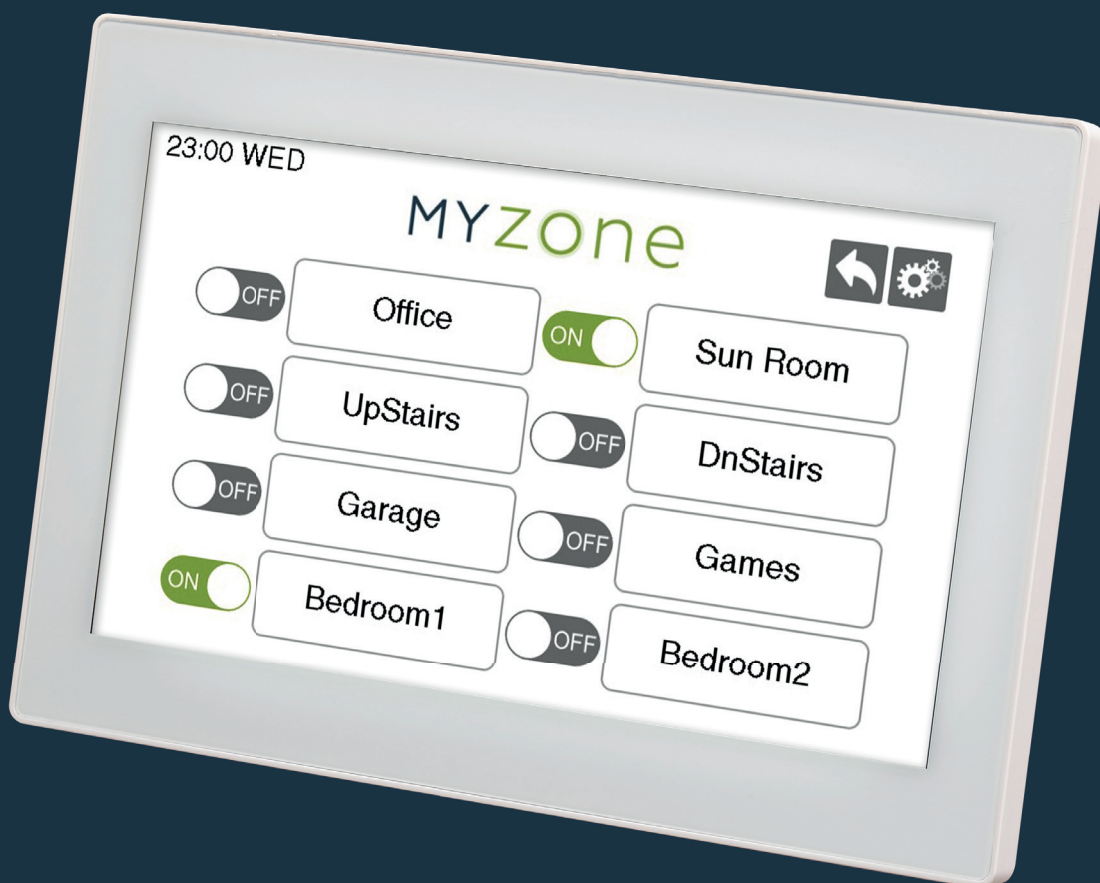 23:00 WED
MYzone
OFF Office
ON Sun Room
OFF UpStairs
OFF DnStairs
OFF Garage
OFF Games
ON Bedroom1
OFF Bedroom2